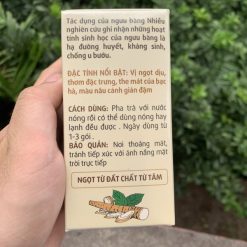 Tác dụng của ngưu bàng Nhiều
nghiên cứu ghi nhận những hoạt
tính sinh học của ngưu bàng là
hạ đường huyết, kháng sinh,
chống u bướu.
ĐẶC TÍNH NỔI BẬT: Vị ngọt dịu,
thơm đặc trưng, the mát của bạc
hà, màu nâu cánh gián đậm
CÁCH DÙNG: Pha trà với nước
nóng rồi có thể dùng nóng hay
lạnh đều được . Ngày dùng từ
1-3 gói .
BẢO QUẢN: Nơi thoáng mát,
tránh tiếp xúc với ánh nắng mặt
trời trực tiếp
NGỌT TỪ ĐẤT CHẤT TỪ TÂM